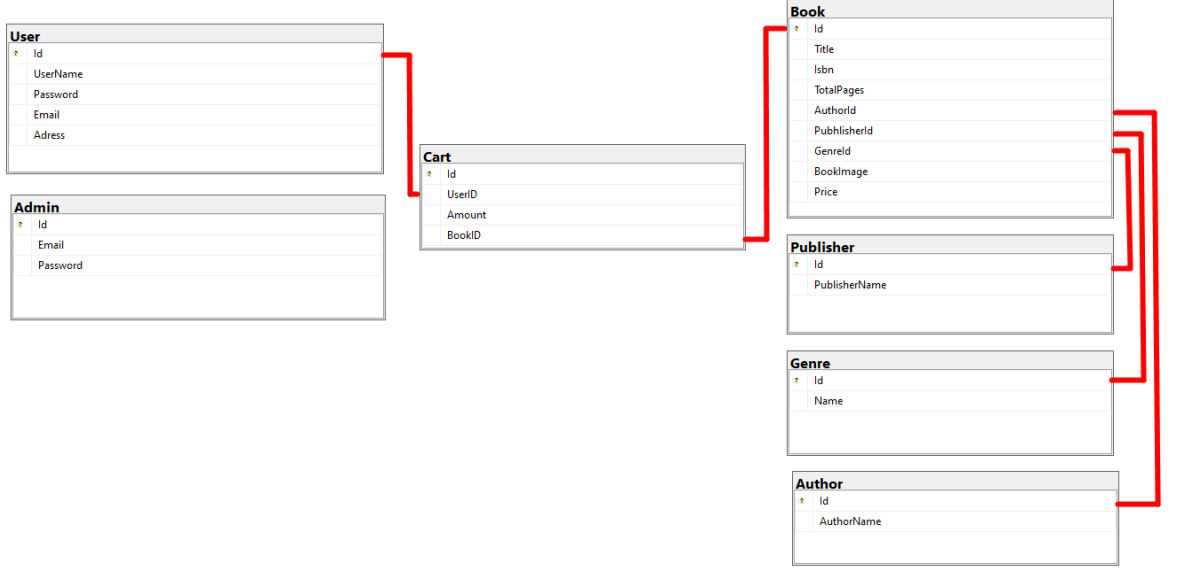 User
Id
UserName
Password
Email
Adress
Admin
Id
Email
Password
Cart
Id
UserID
Amount
BookID
Book
Id
Title
Isbn
TotalPages
AuthorId
PubhlisherId
GenreId
BookImage
Price
Publisher
Id
PublisherName
Genre
Id
Name
Author
Id
AuthorName